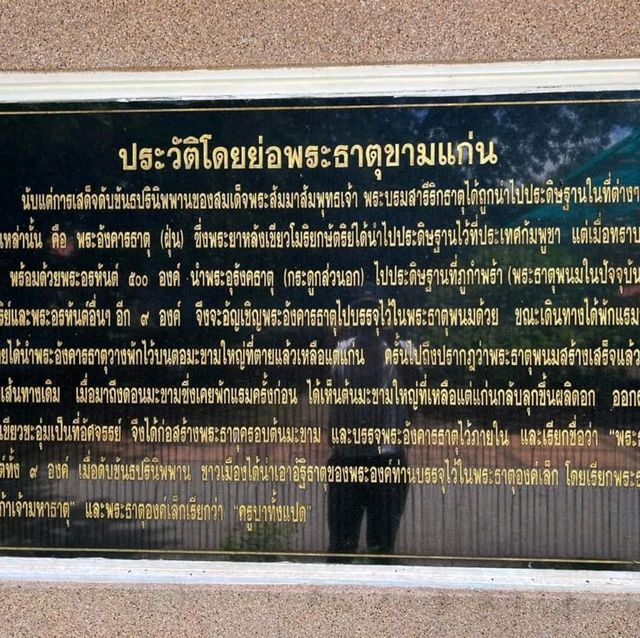 ประวัติโดยย่อพระธาตุขามแก่น
นับแต่การเสด็จดับขันธปรินิพพานของสมเด็จพระสัมมาสัมพุทธเจ้า พระบรมสารีริกธาตุได้ถูกนำไปประดิษฐานในที่ต่างๆ
เหล่านั้น คือ พระอังคารธาตุ (ฝุ่น) ซึ่งพระยาหลังเขียวโมริยกษัตริย์ได้นำไปประดิษฐานไว้ที่ประเทศกัมพูชา แต่เมื่อทราบ
พร้อมด้วยพระอรหันต์ ๕๐๐ องค์ นำพระอุรังคธาตุ (กระดูกส่วนอก) ไปประดิษฐานที่ภูกำพร้า (พระธาตุพนมในปัจจุบัน
และพระอรหันต์อื่นๆ อีก ๙ องค์ จึงจะอัญเชิญพระอังคารธาตุไปบรรจุไว้ในพระธาตุพนมด้วย ขณะเดินทางได้พักแรม
ได้นำพระอังคารธาตุวางพักไว้บนตอมะขามใหญ่ที่ตายแล้วเหลือแต่แก่น ครั้นไปถึงปรากฎว่าพระธาตุพนมสร้างเสร็จแล้ว
เส้นทางเดิม เมื่อมาถึงดอนมะขามซึ่งเคยพักแรมครั้งก่อน ได้เห็นต้นมะขามใหญ่ที่เหลือแต่แก่นกลับลุกขึ้นผลิดอก ออก
เขียวชะอุ่มเป็นที่อัศจรรย์ จึงได้ก่อสร้างพระธาตุครอบต้นมะขาม และบรรจุพระอังคารธาตุไว้ภายใน และเรียกชื่อว่า "พระ
ทั้ง ๙ องค์ เมื่อดับขันธปรินิพพาน ชาวเมืองได้นำเอาอัฐิธาตุของพระองค์ท่านบรรจุไว้ในพระธาตุองค์เล็ก โดยเรียกพระธา
เจ้ามหาธาตุ" และพระธาตุองค์เล็กเรียกว่า "ครูบาทั้งแปด"